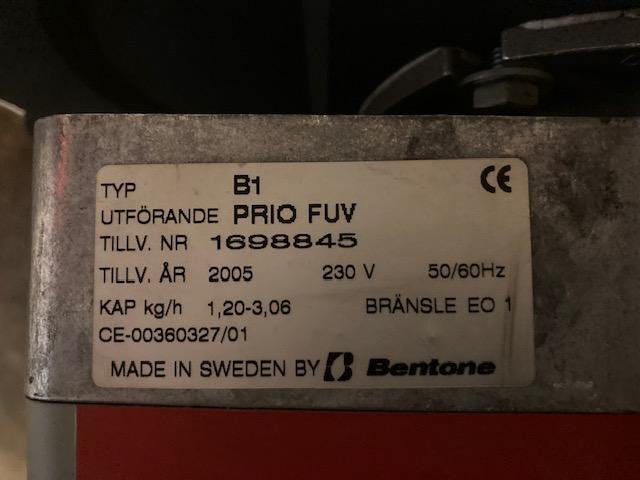 TYP B1 CE
UTFÖRANDE PRIO FUV
TILLV. NR 1698845
TILLV. ÅR 2005 230 V 50/60Hz
KAP kg/h 1,20-3,06 BRÄNSLE EO 1
CE-00360327/01
MADE IN SWEDEN BY Bentone